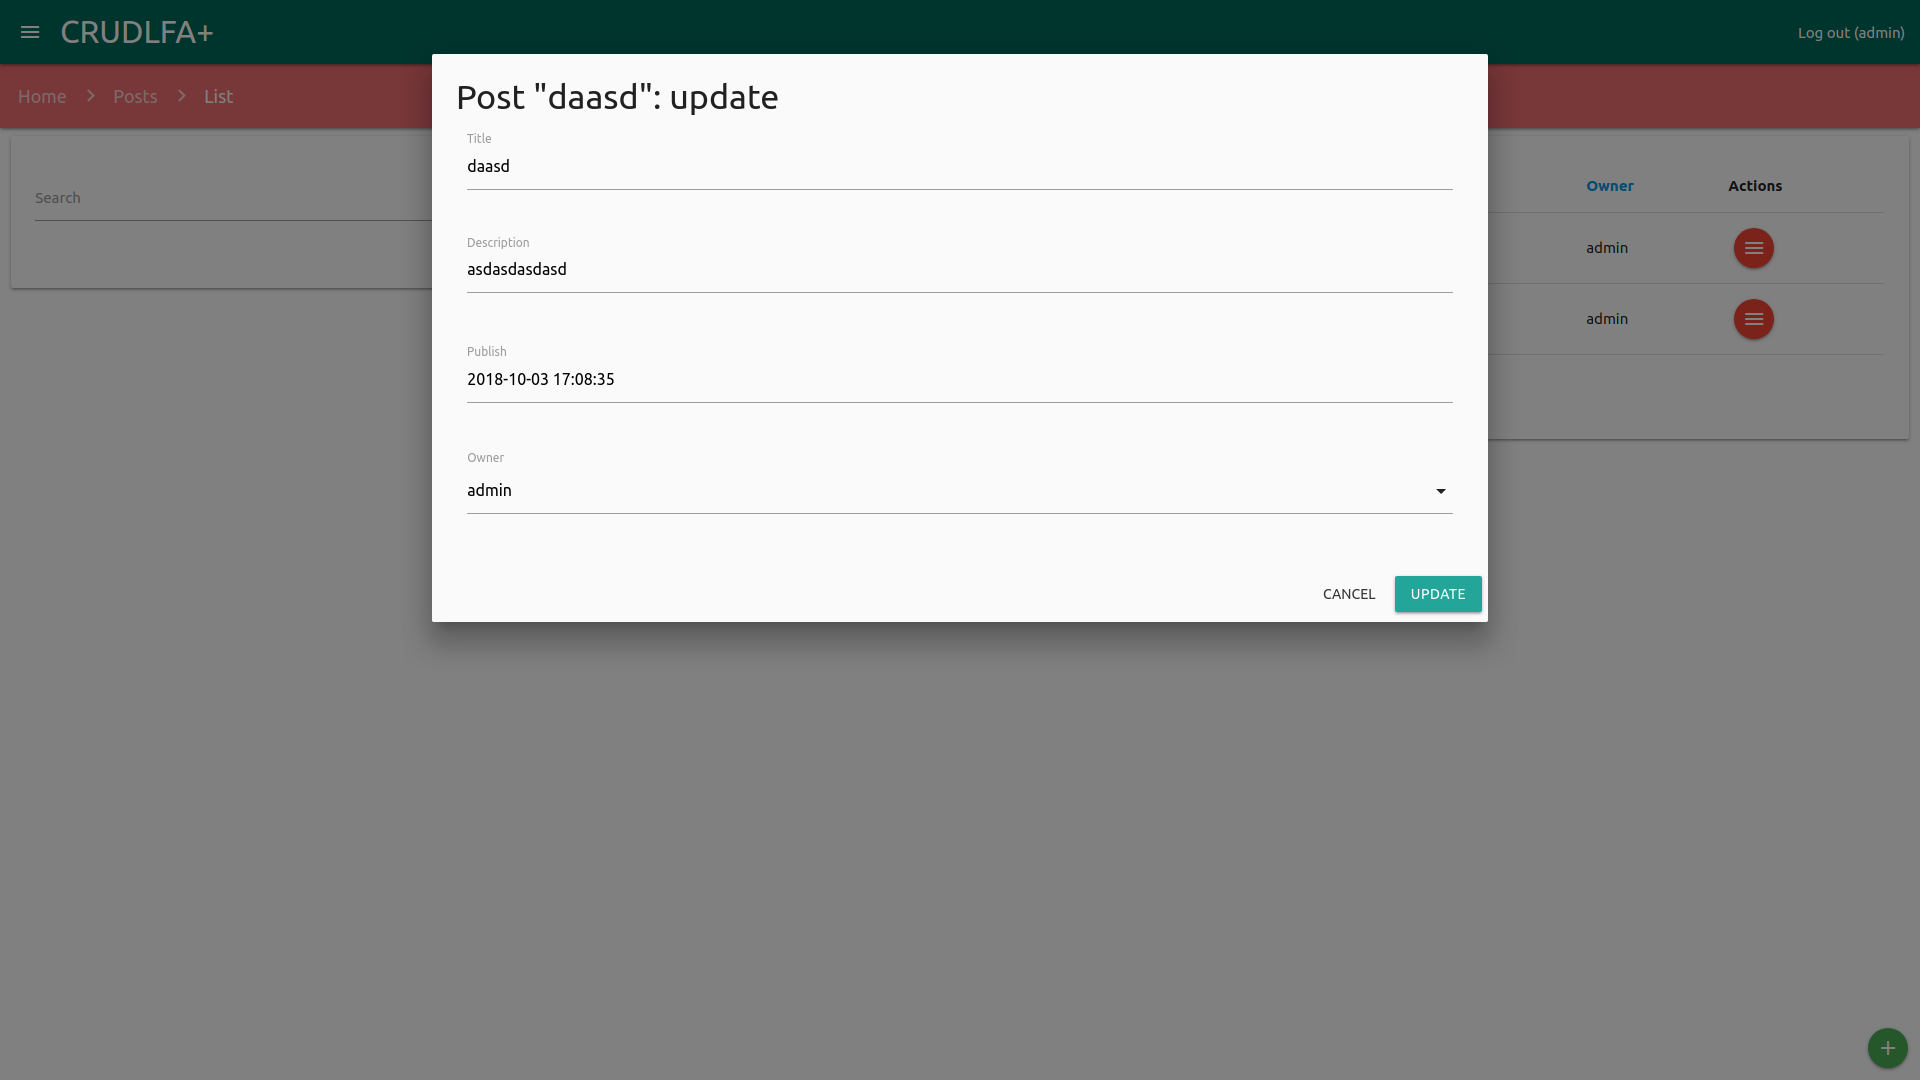 CRUDLFA+
Log out (admin)
Home
Posts
List
Search
Owner
Actions
admin
admin
Post "daasd": update
Title
daasd
Description
asdasdasdasd
Publish
2018-10-03 17:08:35
Owner
admin
CANCEL
UPDATE